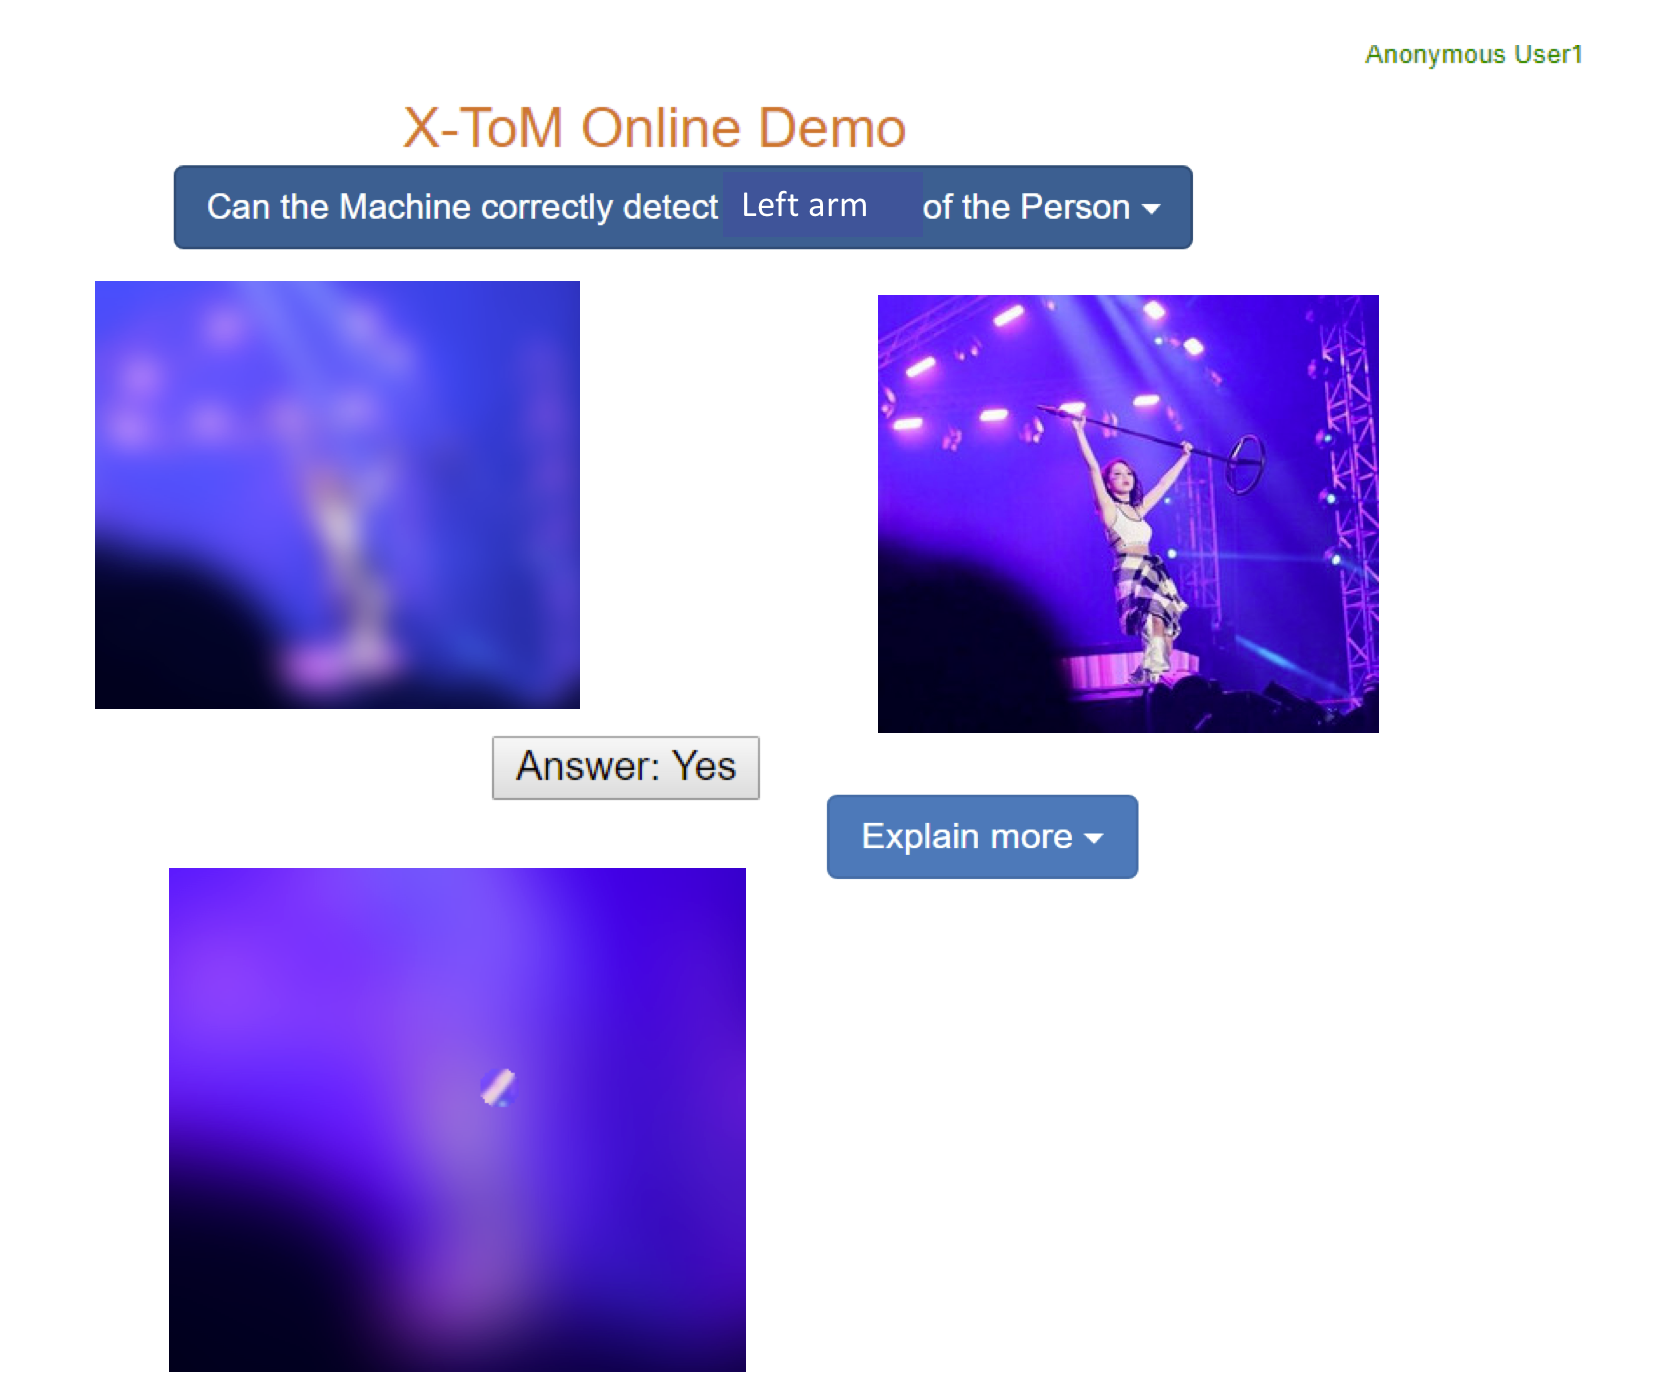 Anonymous User1
X-ToM Online Demo
Can the Machine correctly detect Left arm of the Person
Answer: Yes
Explain more